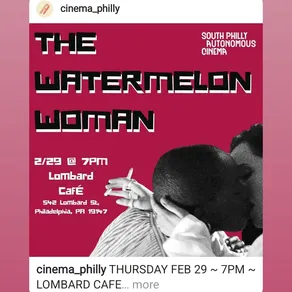 cinema_philly
THE
WATERMELON
WOMAN
SOUTH PHILLY
AUTONOMOUS
CINEMA
2/29 @ 7PM
Lombard
Café
542 Lombard St,
Philadelphia, PA 19147
cinema_philly THURSDAY FEB 29 ~ 7PM ~
LOMBARD CAFE... more